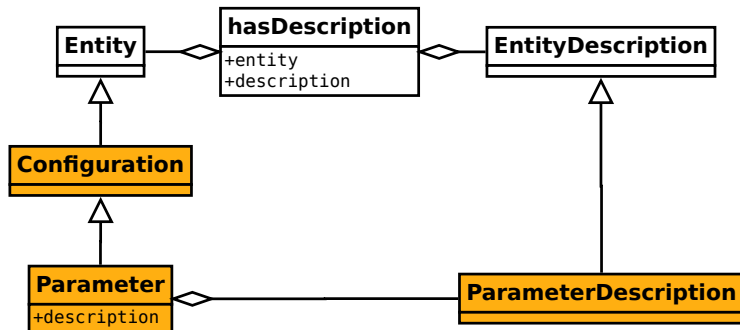 Entity
hasDescription
+entity
+description
EntityDescription
Configuration
Parameter
+description
ParameterDescription